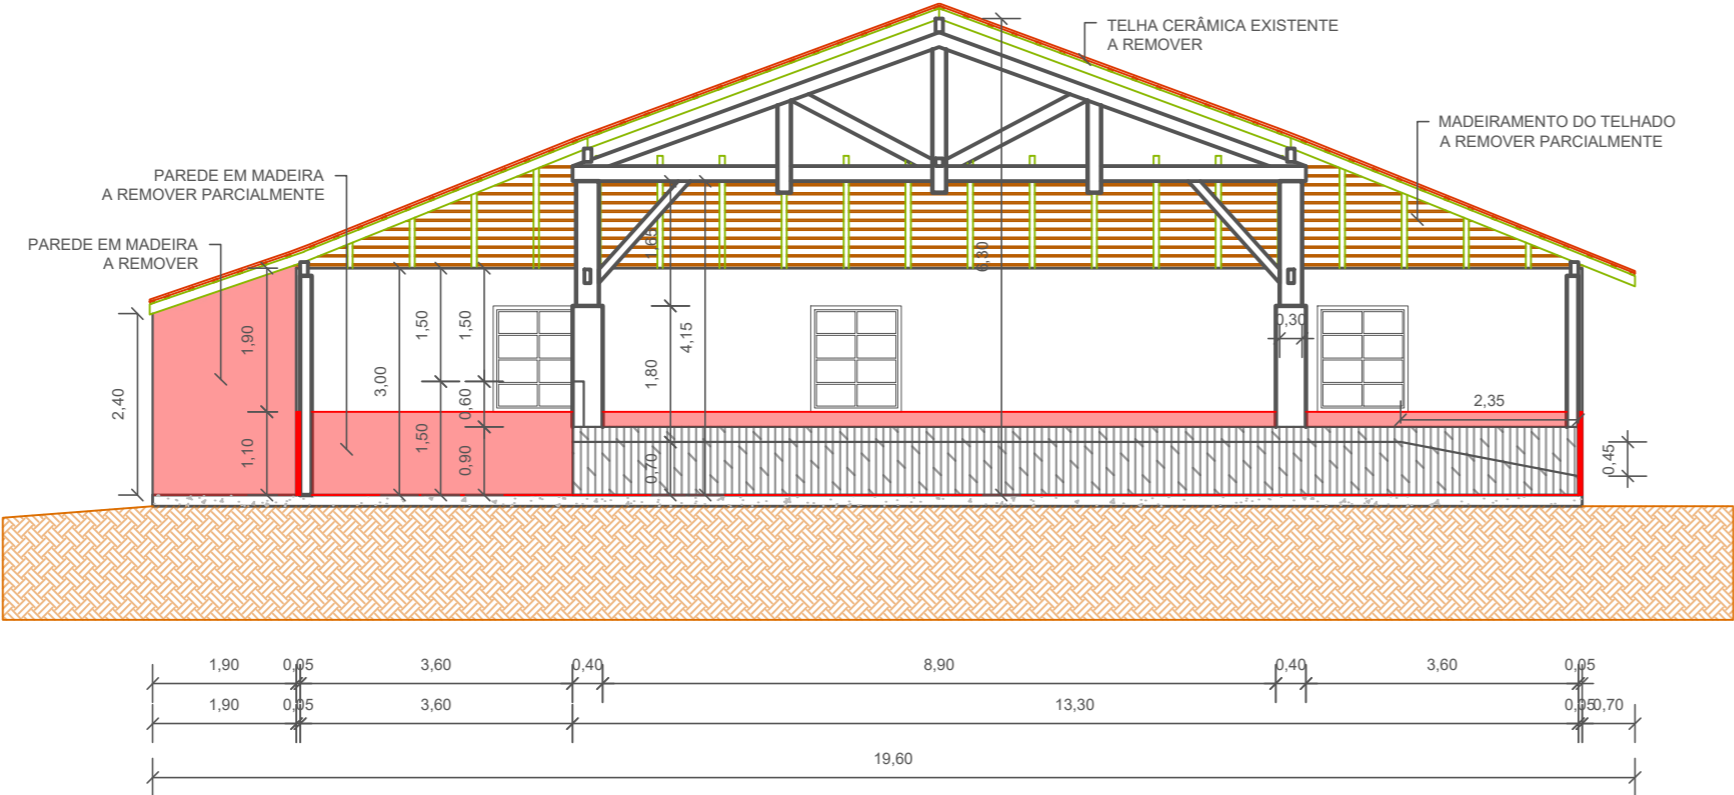 TELHA CERÂMICA EXISTENTE
A REMOVER
MADEIRAMENTO DO TELHADO
A REMOVER PARCIALMENTE
PAREDE EM MADEIRA
A REMOVER PARCIALMENTE
PAREDE EM MADEIRA
A REMOVER
2,40
1,90
1,10
3,00
1,50
1,50
1,50
0,60
0,90
1,65
1,80
0,70
4,15
6,30
0,30
2,35
0,45
1,90 0,05 3,60 0,40 8,90 0,40 3,60 0,05
1,90 0,05 3,60 13,30 0,05 0,70
19,60